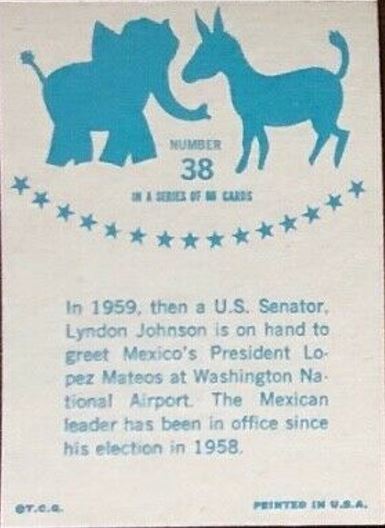 NUMBER
38
IN A SERIES OF 66 CARDS
In 1959, then a U.S. Senator,
Lyndon Johnson is on hand to
greet Mexico's President Lo-
pez Mateos at Washington Na-
tional Airport. The Mexican
leader has been in office since
his election in 1958.
©T.C.G.
PRINTED IN U.S.A.